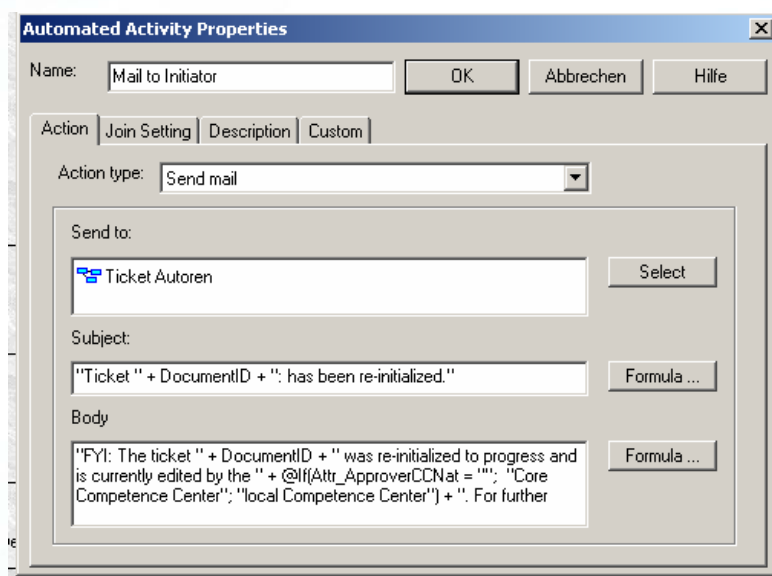 Automated Activity Properties
Name: Mail to Initiator OK Abbrechen Hilfe
Action Join Setting Description Custom
Action type: Send mail
Send to:
Ticket Autoren Select
Subject:
"Ticket " + DocumentID + ": has been re-initialized." Formula ...
Body
"FYI: The ticket " + DocumentID + " was re-initialized to progress and Formula ...
is currently edited by the " + @If(Attr_ApproverCCNat = ""; "Core
Competence Center"; "local Competence Center") + ". For further